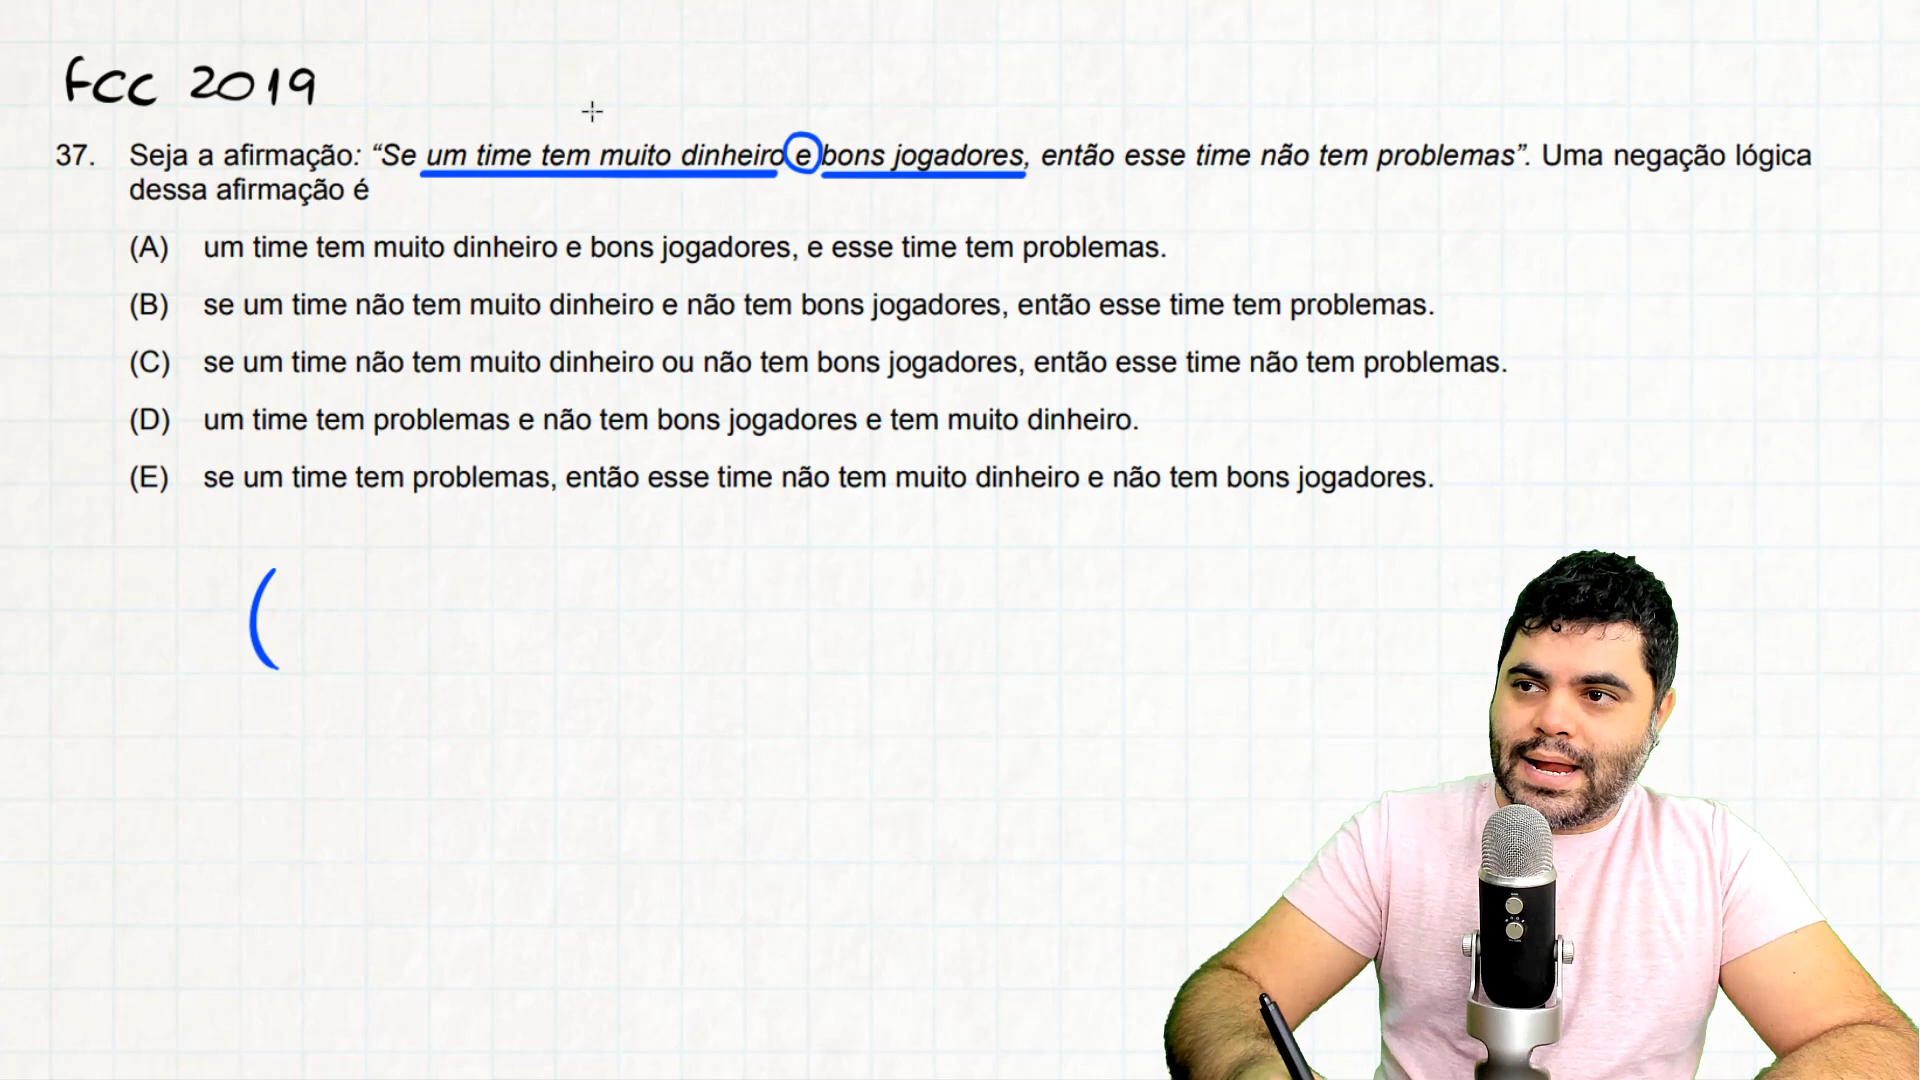 FCC 2019
37. Seja a afirmação: “Se um time tem muito dinheiro e bons jogadores, então esse time não tem problemas”. Uma negação lógica
dessa afirmação é
(A) um time tem muito dinheiro e bons jogadores, e esse time tem problemas.
(B) se um time não tem muito dinheiro e não tem bons jogadores, então esse time tem problemas.
(C) se um time não tem muito dinheiro ou não tem bons jogadores, então esse time não tem problemas.
(D) um time tem problemas e não tem bons jogadores e tem muito dinheiro.
(E) se um time tem problemas, então esse time não tem muito dinheiro e não tem bons jogadores.
(